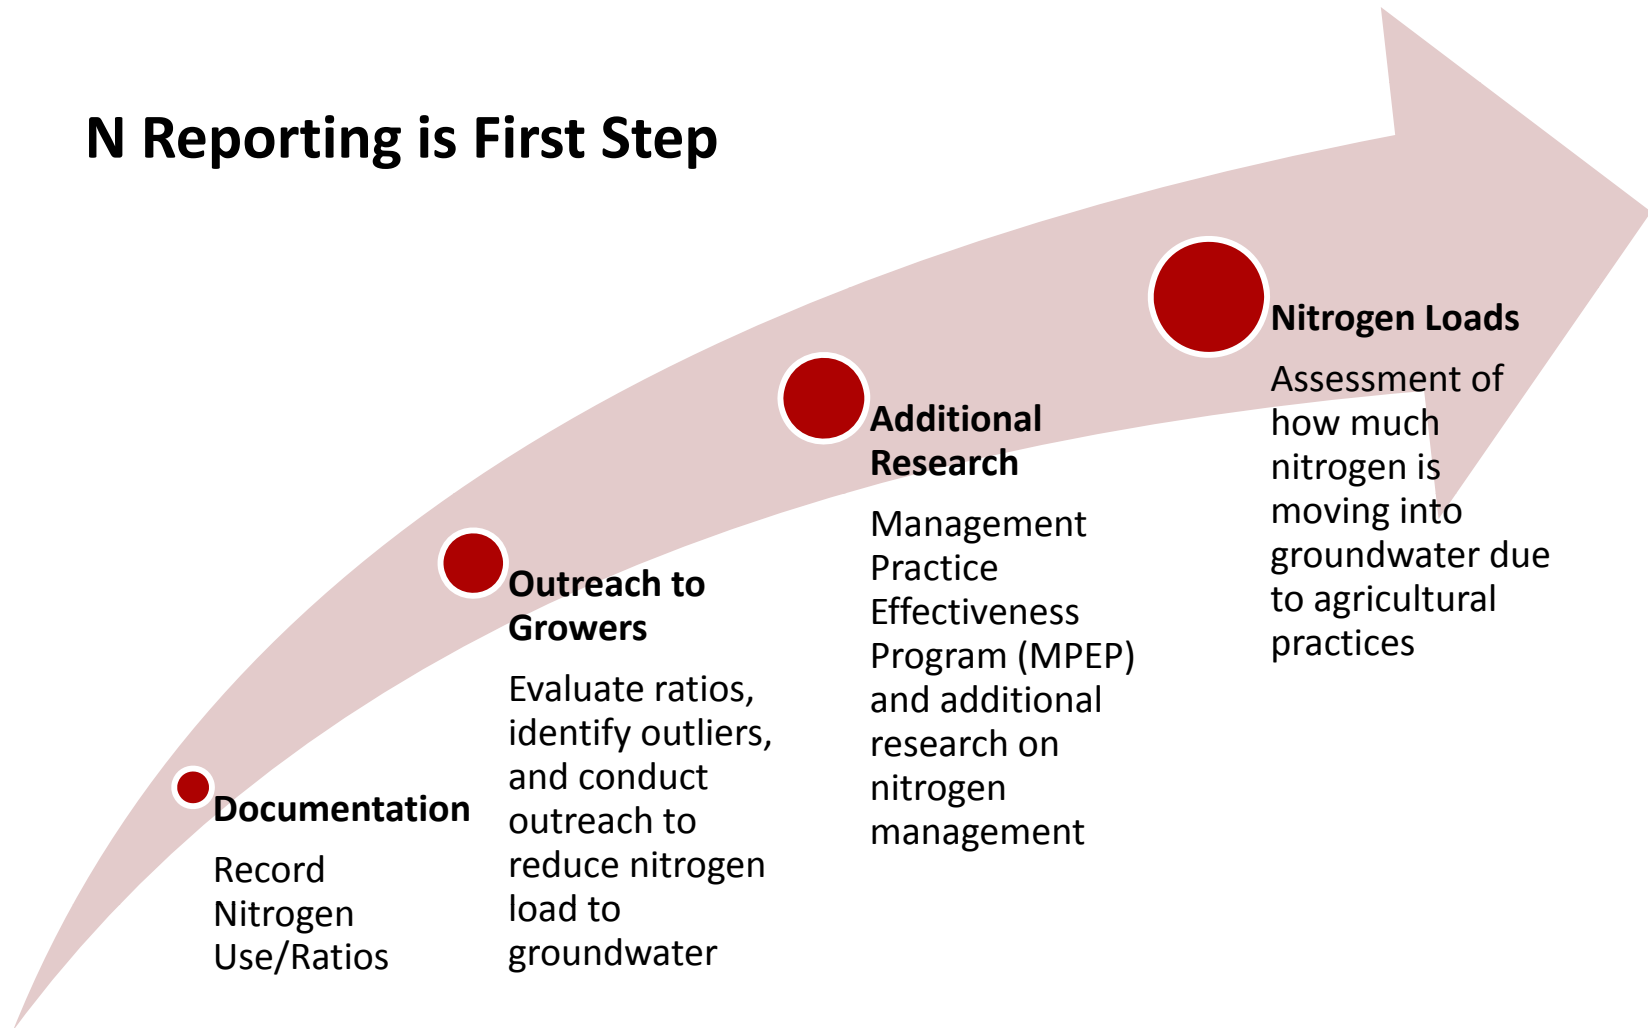 N Reporting is First Step
Documentation
Record
Nitrogen
Use/Ratios
Outreach to
Growers
Evaluate ratios,
identify outliers,
and conduct
outreach to
reduce nitrogen
load to
groundwater
Additional
Research
Management
Practice
Effectiveness
Program (MPEP)
and additional
research on
nitrogen
management
Nitrogen Loads
Assessment of
how much
nitrogen is
moving into
groundwater due
to agricultural
practices